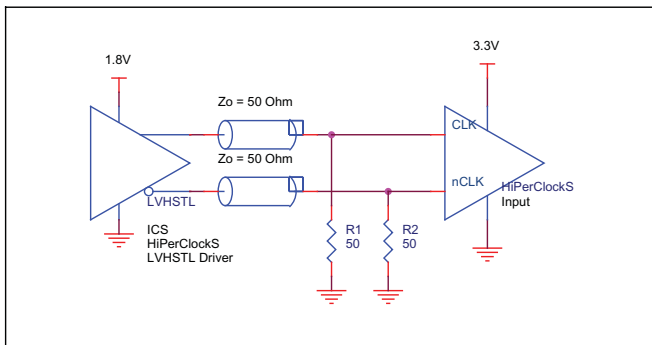 1.8V
3.3V
Zo = 50 Ohm
CLK
Zo = 50 Ohm
nCLK
LVHSTL
HiPerClockS
Input
ICS
HiPerClockS
LVHSTL Driver
R1
50
R2
50